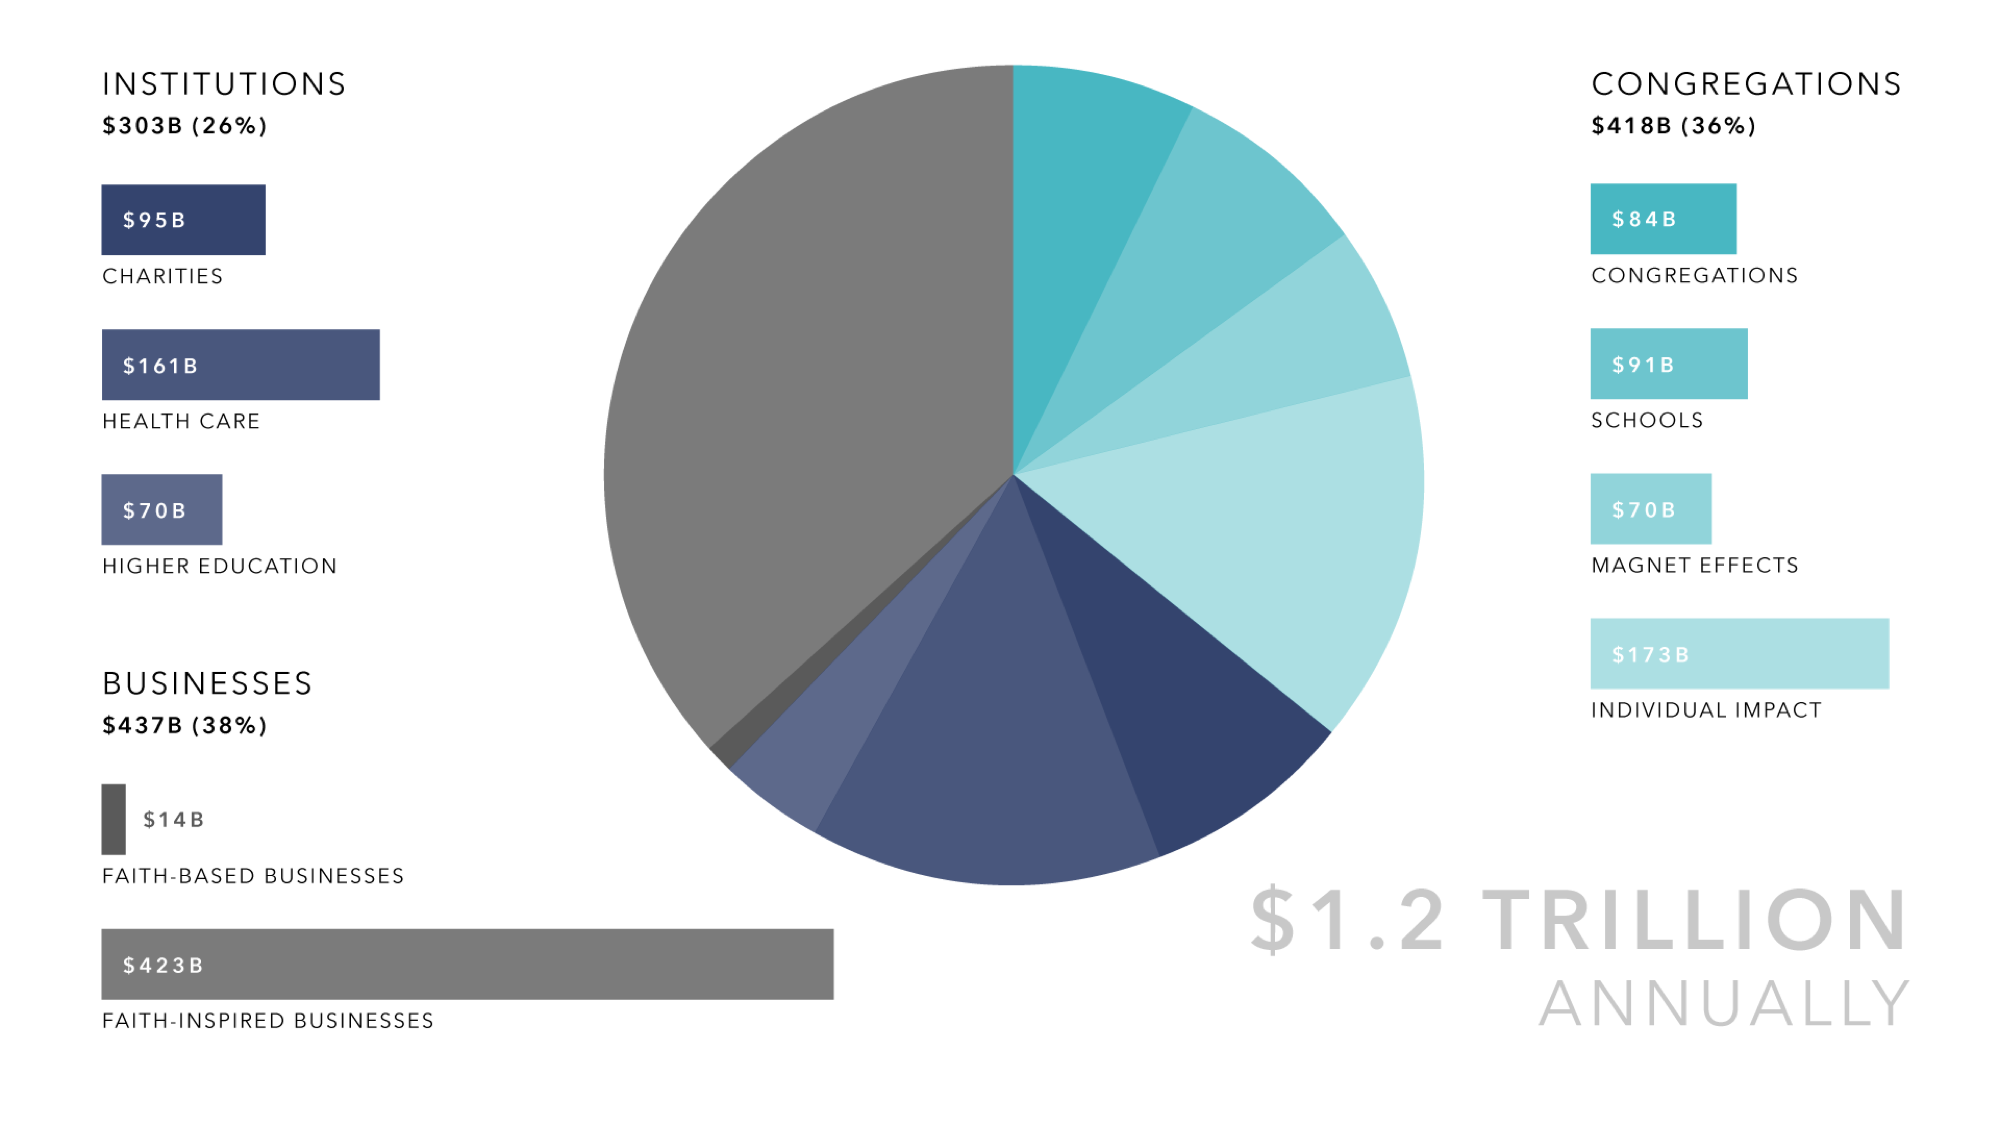 INSTITUTIONS
$303B (26%)
$95B
CHARITIES
$161B
HEALTH CARE
$70B
HIGHER EDUCATION
BUSINESSES
$437B (38%)
$14B
FAITH-BASED BUSINESSES
$423B
FAITH-INSPIRED BUSINESSES
CONGREGATIONS
$418B (36%)
$84B
CONGREGATIONS
$91B
SCHOOLS
$70B
MAGNET EFFECTS
$173B
INDIVIDUAL IMPACT
$1.2 TRILLION
ANNUALLY